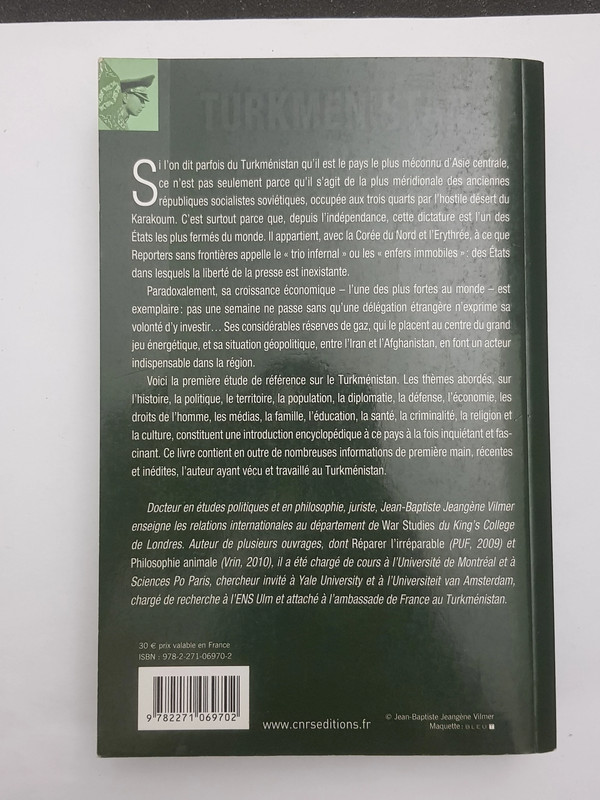 TURKMENISTAN
Si l'on dit parfois du Turkménistan qu'il est le pays le plus méconnu d'Asie centrale,
ce n'est pas seulement parce qu'il s'agit de la plus méridionale des anciennes
républiques socialistes soviétiques, occupée aux trois quarts par l'hostile désert du
Karakoum. C'est surtout parce que, depuis l'indépendance, cette dictature est l'un des
États les plus fermés du monde. Il appartient, avec la Corée du Nord et l'Erythrée, à ce que
Reporters sans frontières appelle le « trio infernal » ou les « enfers immobiles » : des États
dans lesquels la liberté de la presse est inexistante.
Paradoxalement, sa croissance économique – l'une des plus fortes au monde – est
exemplaire : pas une semaine ne passe sans qu'une délégation étrangère n'exprime sa
volonté d'y investir… Ses considérables réserves de gaz, qui le placent au centre du grand
jeu énergétique, et sa situation géopolitique, entre l'Iran et l'Afghanistan, en font un acteur
indispensable dans la région.
Voici la première étude de référence sur le Turkménistan. Les thèmes abordés, sur
l'histoire, la politique, le territoire, la population, la diplomatie, la défense, l'économie, les
droits de l'homme, les médias, la famille, l'éducation, la santé, la criminalité, la religion et
la culture, constituent une introduction encyclopédique à ce pays à la fois inquiétant et fas-
cinant. Ce livre contient en outre de nombreuses informations de première main, récentes
et inédites, l'auteur ayant vécu et travaillé au Turkménistan.
Docteur en études politiques et en philosophie, juriste, Jean-Baptiste Jeangène Vilmer
enseigne les relations internationales au département de War Studies du King's College
de Londres. Auteur de plusieurs ouvrages, dont Réparer l'irréparable (PUF, 2009) et
Philosophie animale (Vrin, 2010), il a été chargé de cours à l'Université de Montréal et à
Sciences Po Paris, chercheur invité à Yale University et à l'Universiteit van Amsterdam,
chargé de recherche à l'ENS Ulm et attaché à l'ambassade de France au Turkménistan.
30 € prix valable en France
ISBN : 978-2-271-06970-2
9 782271 069702
www.cnrseditions.fr
© Jean-Baptiste Jeangène Vilmer
Maquette : BLEU T